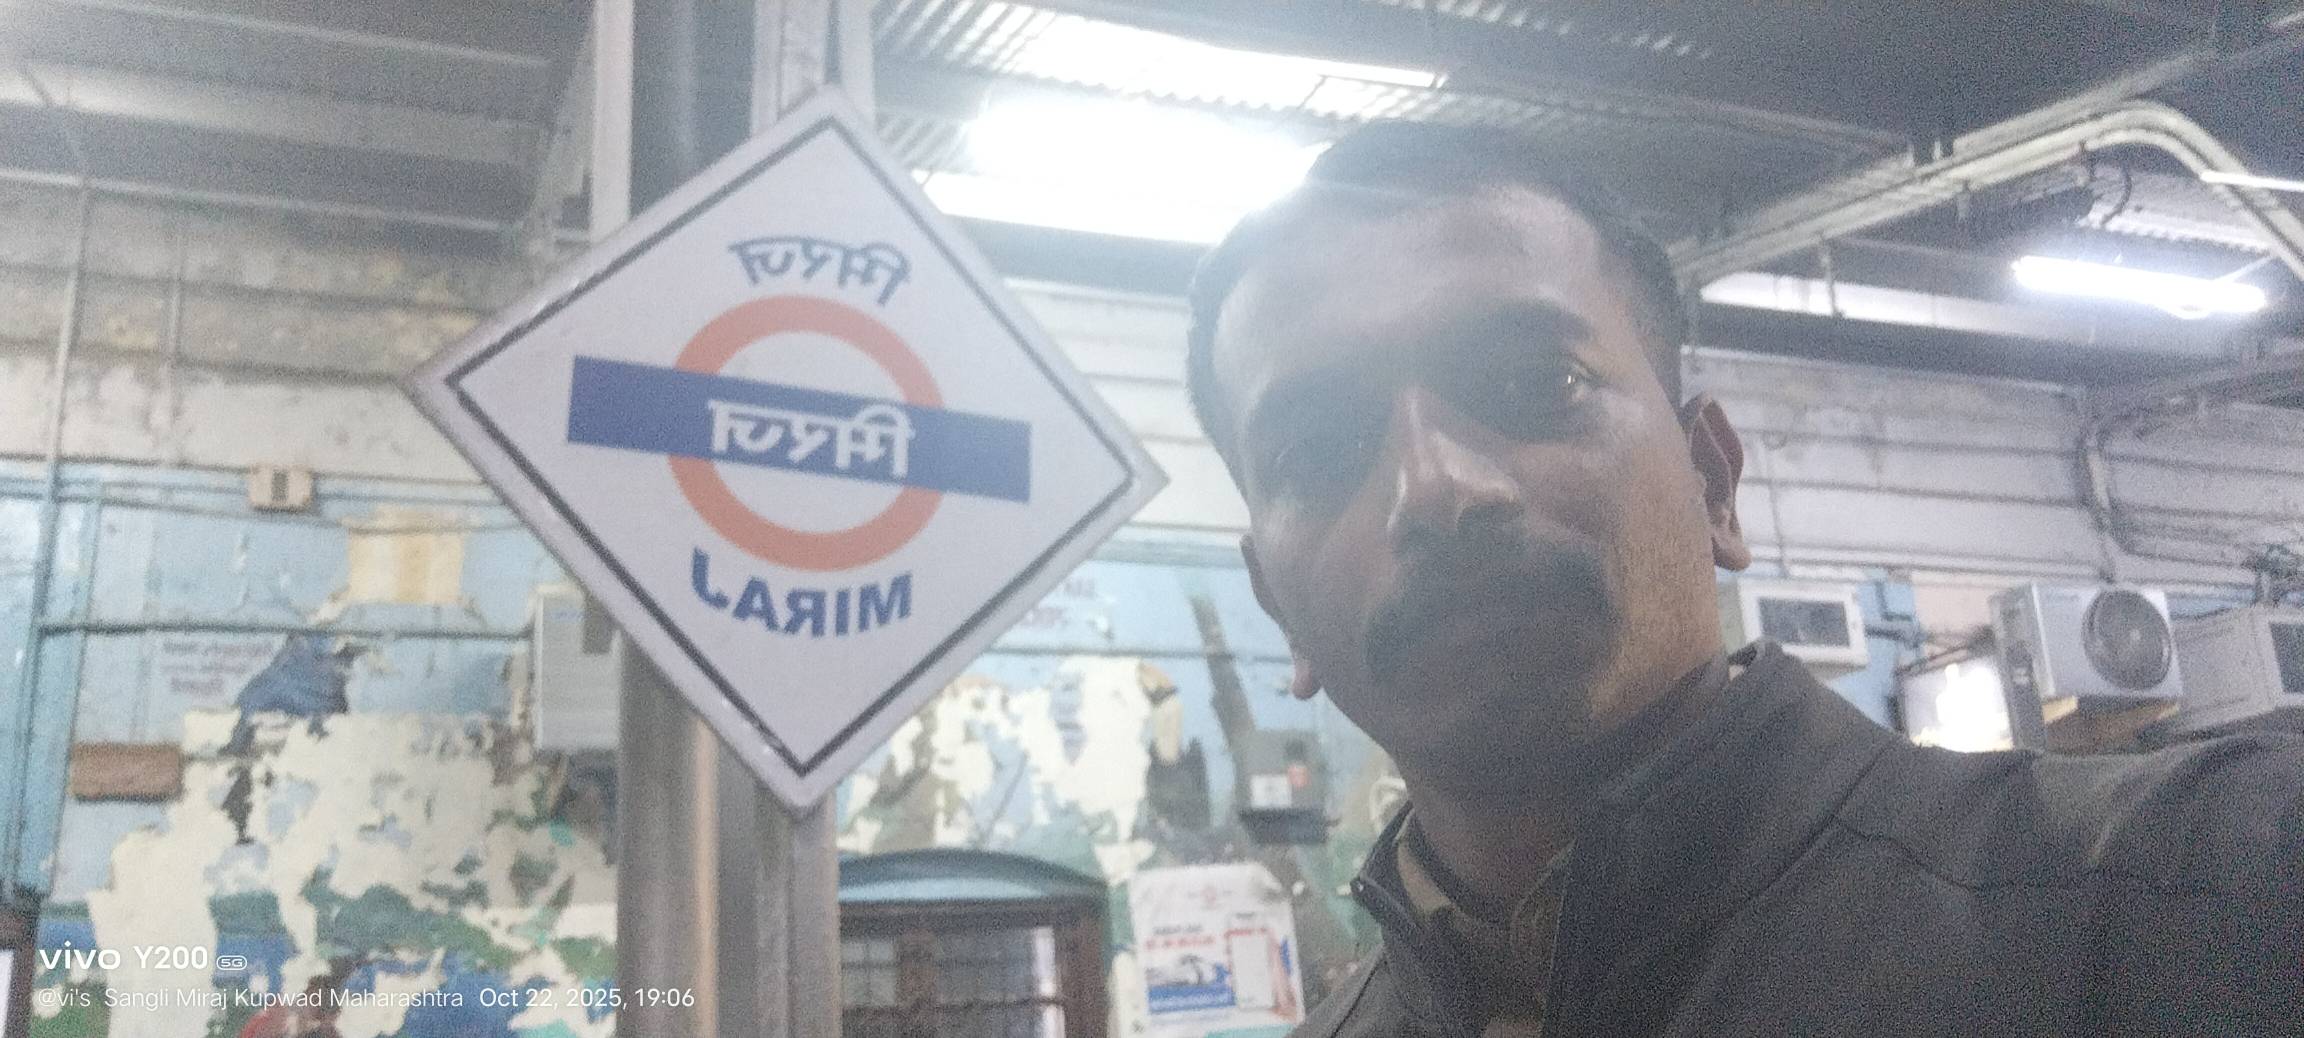 मिरज
मिरज
MIRAJ
vivo Y200 5G
@vi's Sangli Miraj Kupwad Maharashtra Oct 22, 2025, 19:06